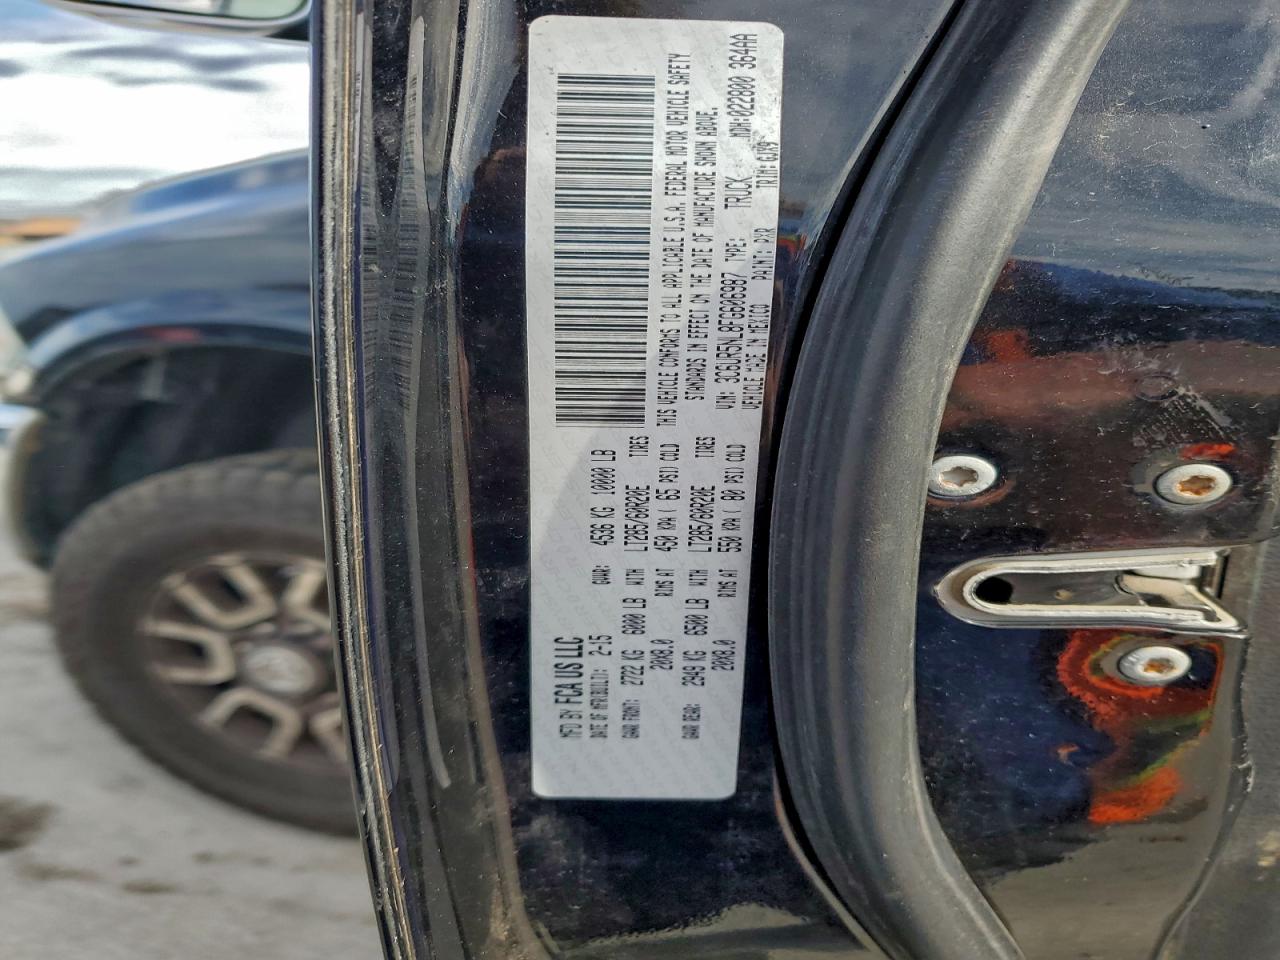 MFD BY FCA US LLC
DATE OF MFR(BUILT): 2-15 GVWR: 4536 KG 10000 LB
GAWR FRONT: 2722 KG 6000 LB WITH LT285/60R20E TIRES
20X8.0 RIMS AT 450 KPA ( 65 PSI) COLD
GAWR REAR: 2949 KG 6500 LB WITH LT285/60R20E TIRES
20X8.0 RIMS AT 550 KPA ( 80 PSI) COLD
THIS VEHICLE CONFORMS TO ALL APPLICABLE U.S.A. FEDERAL MOTOR VEHICLE SAFETY
STANDARDS IN EFFECT ON THE DATE OF MANUFACTURE SHOWN ABOVE.
VIN: 3C6UR5NL8FG606987 TYPE: TRUCK MDH:022800 364AA
VEHICLE MADE IN MEXICO PAINT: PXR TRIM:GJX9